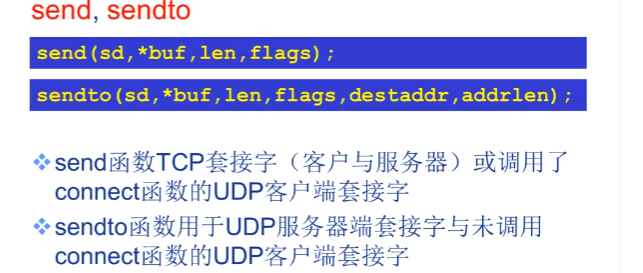 send, sendto
send(sd,*buf,len,flags);
sendto(sd,*buf,len,flags,destaddr,addrlen);
send函数TCP套接字（客户与服务器）或调用了
connect函数的UDP客户端套接字
sendto函数用于UDP服务器端套接字与未调用
connect函数的UDP客户端套接字